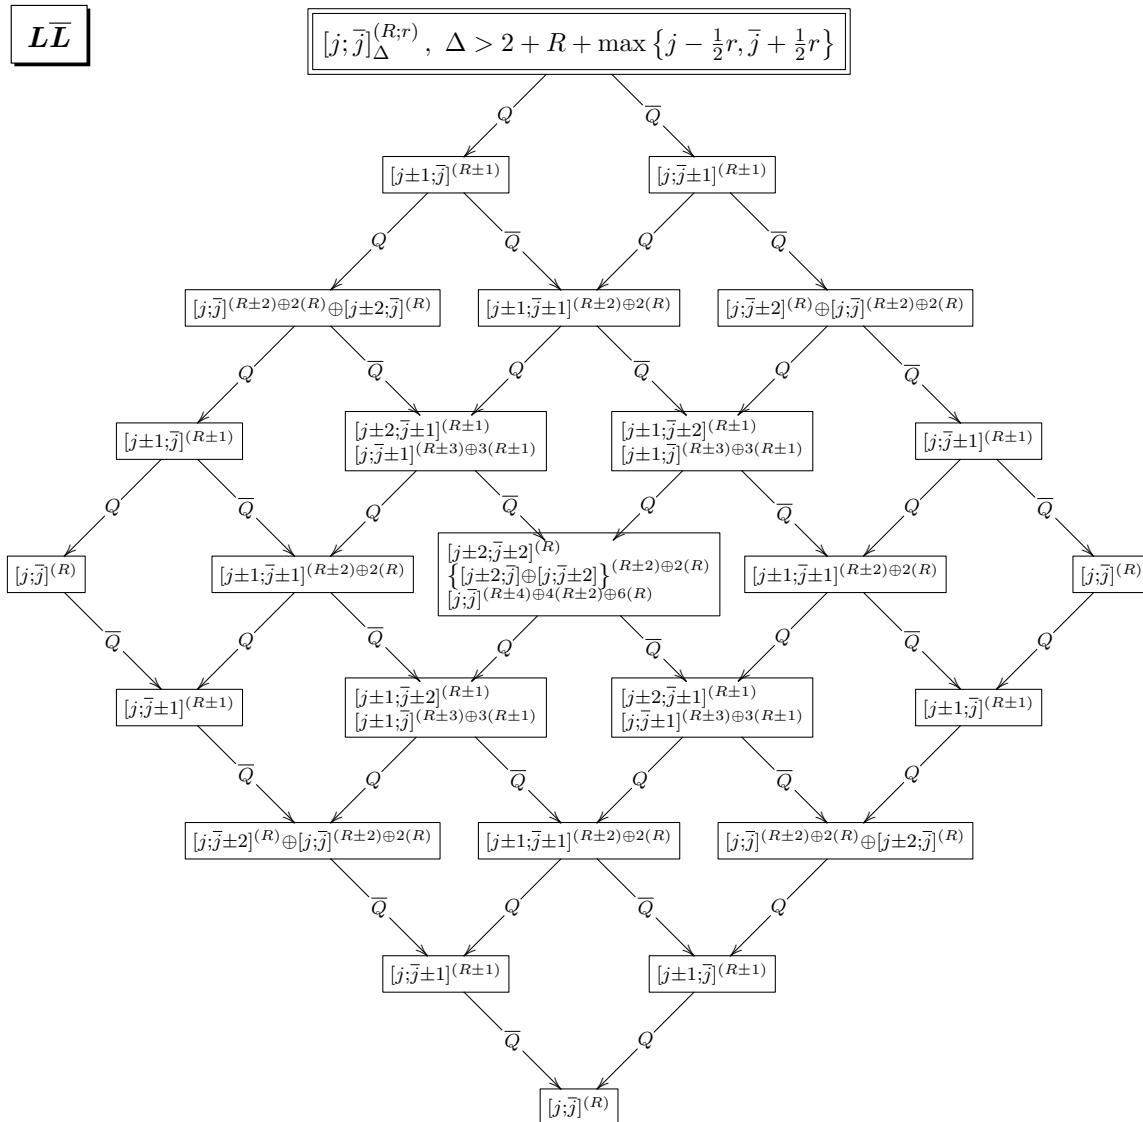 LL̅
[j; j̅]_Δ^{(R;r)}, Δ > 2 + R + max {j − ½r, j̅ + ½r}
Q Q̅
[j±1;j̅]^{(R±1)} [j;j̅±1]^{(R±1)}
Q Q̅ Q Q̅
[j;j̅]^{(R±2)⊕2(R)}⊕[j±2;j̅]^{(R)} [j±1;j̅±1]^{(R±2)⊕2(R)} [j;j̅±2]^{(R)}⊕[j;j̅]^{(R±2)⊕2(R)}
Q Q̅ Q Q̅ Q Q̅
[j±1;j̅]^{(R±1)} [j±2;j̅±1]^{(R±1)} [j±1;j̅±2]^{(R±1)} [j;j̅±1]^{(R±1)}
[j;j̅±1]^{(R±3)⊕3(R±1)} [j±1;j̅]^{(R±3)⊕3(R±1)}
Q Q̅ Q Q̅ Q Q̅ Q Q̅
[j±2;j̅±2]^{(R)}
[j;j̅]^{(R)} [j±1;j̅±1]^{(R±2)⊕2(R)} {[j±2;j̅]⊕[j;j̅±2]}^{(R±2)⊕2(R)} [j±1;j̅±1]^{(R±2)⊕2(R)} [j;j̅]^{(R)}
[j;j̅]^{(R±4)⊕4(R±2)⊕6(R)}
Q̅ Q Q̅ Q Q̅ Q Q̅ Q
[j;j̅±1]^{(R±1)} [j±1;j̅±2]^{(R±1)} [j±2;j̅±1]^{(R±1)} [j±1;j̅]^{(R±1)}
[j±1;j̅]^{(R±3)⊕3(R±1)} [j;j̅±1]^{(R±3)⊕3(R±1)}
Q̅ Q Q̅ Q Q̅ Q
[j;j̅±2]^{(R)}⊕[j;j̅]^{(R±2)⊕2(R)} [j±1;j̅±1]^{(R±2)⊕2(R)} [j;j̅]^{(R±2)⊕2(R)}⊕[j±2;j̅]^{(R)}
Q̅ Q Q̅ Q
[j;j̅±1]^{(R±1)} [j±1;j̅]^{(R±1)}
Q̅ Q
[j;j̅]^{(R)}